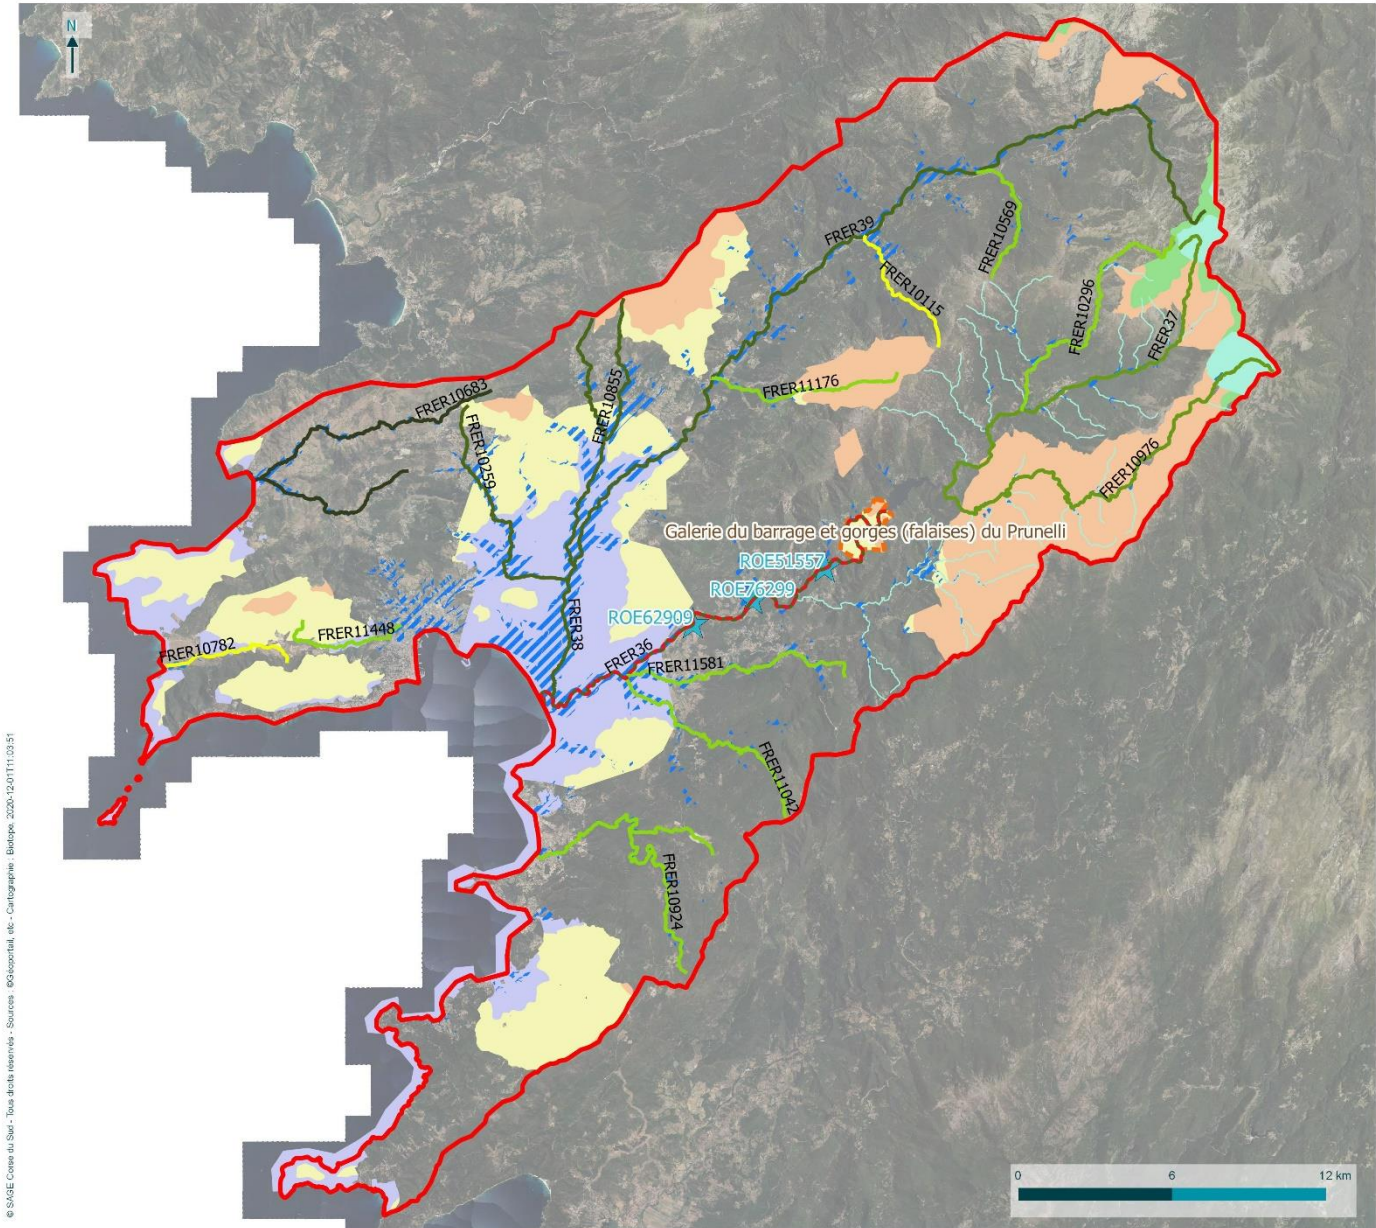 N
FRER39
FRER10569
FRER10115
FRER10296
FRER37
FRER11176
FRER10683
FRER10855
FRER10259
FRER10976
Galerie du barrage et gorges (falaises) du Prunelli
ROE51557
ROE76299
ROE62909
FRER11448
FRER10782
FRER38
FRER36
FRER11581
FRER11042
FRER10924
0 6 12 km
© SAGE Corse du Sud - Tous droits réservés - Sources : ©Géoportail, etc - Cartographie : Biotope, 2020-12-01T11:03:51